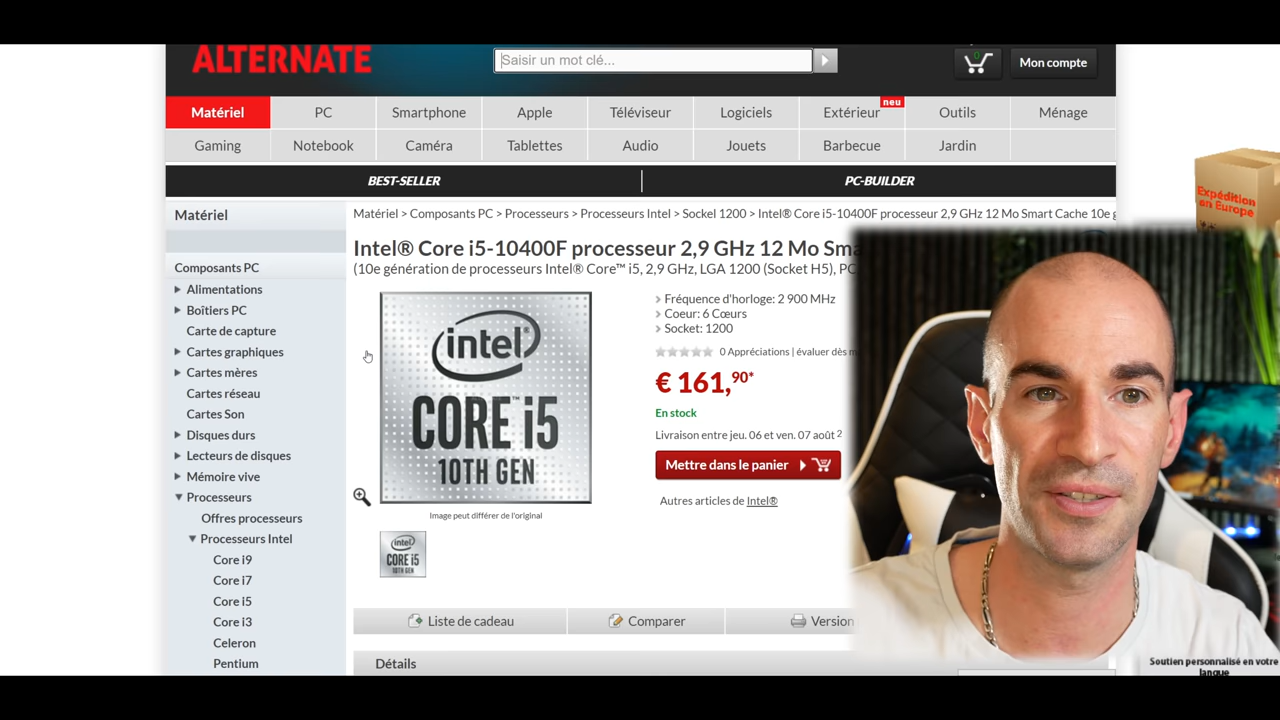 ALTERNATE
Saisir un mot clé...
0
Mon compte
Matériel
PC
Smartphone
Apple
Téléviseur
Logiciels
Extérieur
neu
Outils
Ménage
Gaming
Notebook
Caméra
Tablettes
Audio
Jouets
Barbecue
Jardin
BEST-SELLER
PC-BUILDER
Matériel
Composants PC
Alimentations
Boîtiers PC
Carte de capture
Cartes graphiques
Cartes mères
Cartes réseau
Cartes Son
Disques durs
Lecteurs de disques
Mémoire vive
Processeurs
Offres processeurs
Processeurs Intel
Core i9
Core i7
Core i5
Core i3
Celeron
Pentium
Matériel > Composants PC > Processeurs > Processeurs Intel > Sockel 1200 > Intel® Core i5-10400F processeur 2,9 GHz 12 Mo Smart Cache 10e g
Intel® Core i5-10400F processeur 2,9 GHz 12 Mo Sma
(10e génération de processeurs Intel® Core™ i5, 2,9 GHz, LGA 1200 (Socket H5), PC
intel®
CORE™ i5
10TH GEN
Image peut différer de l'original
intel
CORE i5
10TH GEN
Fréquence d'horloge: 2 900 MHz
Coeur: 6 Cœurs
Socket: 1200
0 Appréciations | évaluer dès m
€ 161,90*
En stock
Livraison entre jeu. 06 et ven. 07 août 2
Mettre dans le panier
Autres articles de Intel®
Liste de cadeau
Comparer
Version
Détails
Expédition
en Europe
Soutien personnalisé en votre
langue